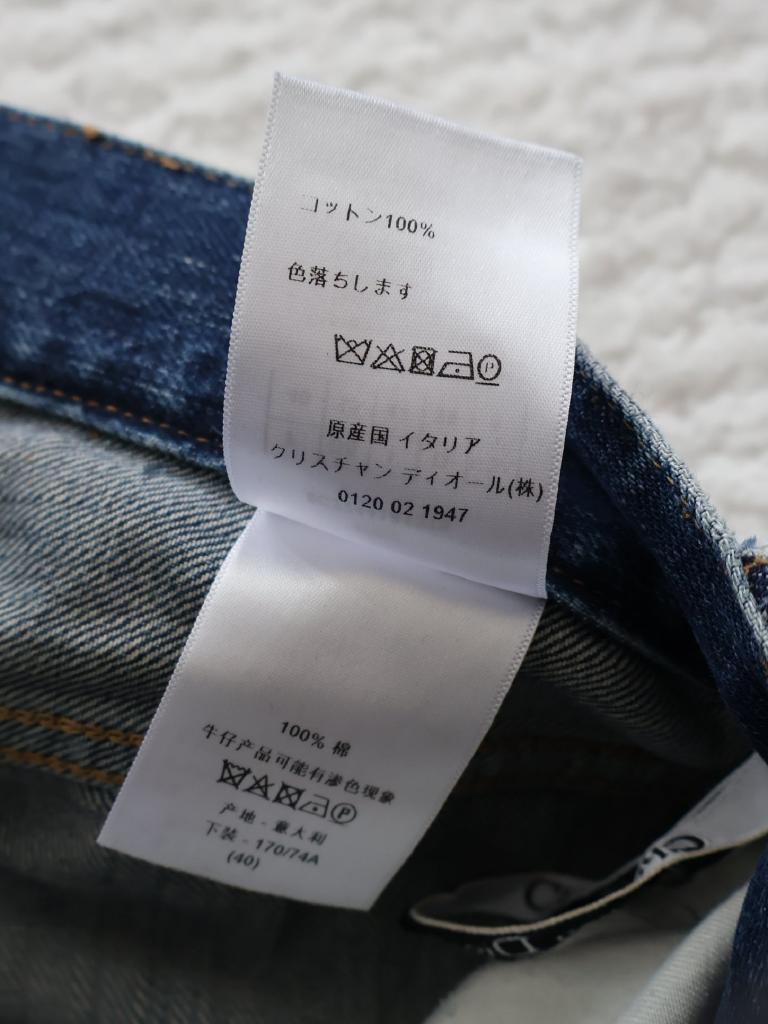 コットン100%
色落ちします
P
原産国 イタリア
クリスチャン ディオール(株)
0120 02 1947
100% 棉
牛仔产品可能有渗色现象
P
产地 - 意大利
下装 - 170/74A
(40)